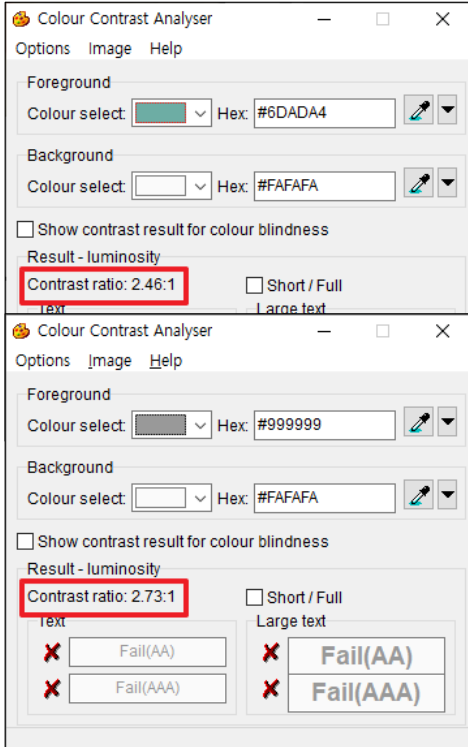 Colour Contrast Analyser
Options Image Help
Foreground
Colour select: Hex: #6DADA4
Background
Colour select: Hex: #FAFAFA
Show contrast result for colour blindness
Result - luminosity
Contrast ratio: 2.46:1 Short / Full
Text Large text
Colour Contrast Analyser
Options Image Help
Foreground
Colour select: Hex: #999999
Background
Colour select: Hex: #FAFAFA
Show contrast result for colour blindness
Result - luminosity
Contrast ratio: 2.73:1 Short / Full
Text Large text
Fail(AA) Fail(AA)
Fail(AAA) Fail(AAA)